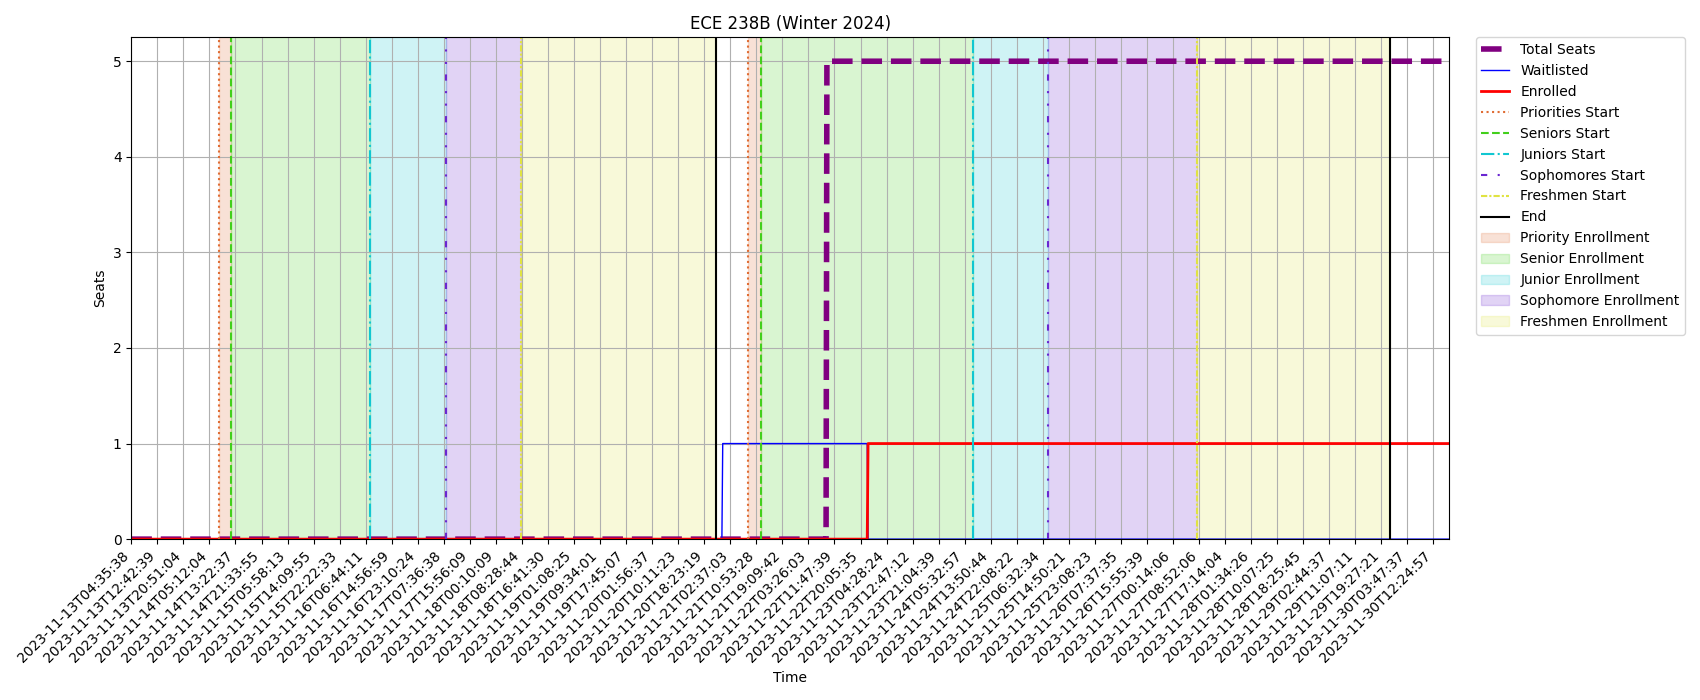 ECE 238B (Winter 2024)
Seats
5
4
3
2
1
0
2023-11-13T04:35:38
2023-11-13T12:42:39
2023-11-13T20:51:04
2023-11-14T05:12:04
2023-11-14T13:22:37
2023-11-14T21:33:55
2023-11-15T05:58:13
2023-11-15T14:09:55
2023-11-15T22:22:33
2023-11-16T06:44:11
2023-11-16T14:56:59
2023-11-16T23:10:24
2023-11-17T07:36:38
2023-11-17T15:56:09
2023-11-18T00:10:09
2023-11-18T08:28:44
2023-11-18T16:41:30
2023-11-19T01:08:25
2023-11-19T09:34:01
2023-11-19T17:45:07
2023-11-20T01:56:37
2023-11-20T10:11:23
2023-11-20T18:23:19
2023-11-21T02:37:03
2023-11-21T10:53:28
2023-11-21T19:09:42
2023-11-22T03:26:03
2023-11-22T11:47:39
2023-11-22T20:05:35
2023-11-23T04:28:24
2023-11-23T12:47:12
2023-11-23T21:04:39
2023-11-24T05:32:57
2023-11-24T13:50:44
2023-11-24T22:08:22
2023-11-25T06:32:34
2023-11-25T14:50:21
2023-11-25T23:08:23
2023-11-26T07:37:35
2023-11-26T15:55:39
2023-11-27T00:14:06
2023-11-27T08:52:06
2023-11-27T17:14:04
2023-11-28T01:34:26
2023-11-28T10:07:25
2023-11-28T18:25:45
2023-11-29T02:44:37
2023-11-29T11:07:11
2023-11-29T19:27:21
2023-11-30T03:47:37
2023-11-30T12:24:57
Time
Total Seats
Waitlisted
Enrolled
Priorities Start
Seniors Start
Juniors Start
Sophomores Start
Freshmen Start
End
Priority Enrollment
Senior Enrollment
Junior Enrollment
Sophomore Enrollment
Freshmen Enrollment